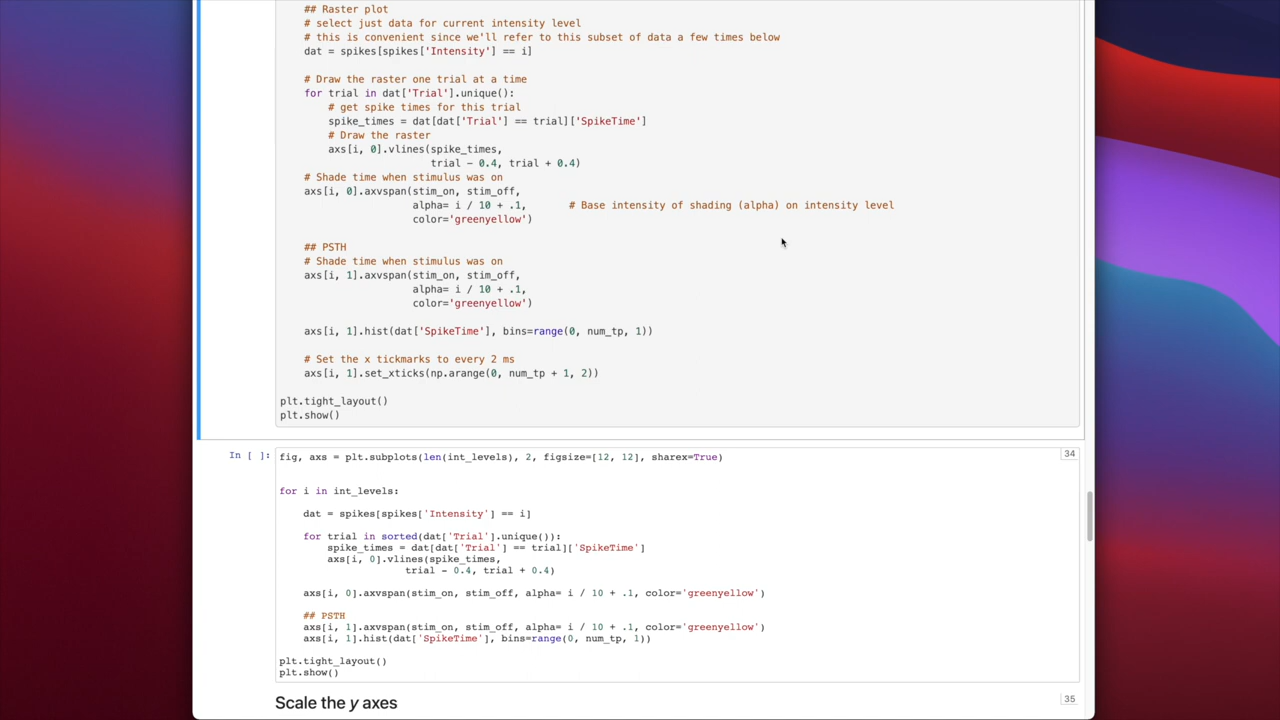 ## Raster plot
# select just data for current intensity level
# this is convenient since we'll refer to this subset of data a few times below
dat = spikes[spikes['Intensity'] == i]
# Draw the raster one trial at a time
for trial in dat['Trial'].unique():
# get spike times for this trial
spike_times = dat[dat['Trial'] == trial]['SpikeTime']
# Draw the raster
axs[i, 0].vlines(spike_times,
trial - 0.4, trial + 0.4)
# Shade time when stimulus was on
axs[i, 0].axvspan(stim_on, stim_off,
alpha= i / 10 + .1, # Base intensity of shading (alpha) on intensity level
color='greenyellow')
## PSTH
# Shade time when stimulus was on
axs[i, 1].axvspan(stim_on, stim_off,
alpha= i / 10 + .1,
color='greenyellow')
axs[i, 1].hist(dat['SpikeTime'], bins=range(0, num_tp, 1))
# Set the x tickmarks to every 2 ms
axs[i, 1].set_xticks(np.arange(0, num_tp + 1, 2))
plt.tight_layout()
plt.show()
In [ ]: fig, axs = plt.subplots(len(int_levels), 2, figsize=[12, 12], sharex=True) 34
for i in int_levels:
dat = spikes[spikes['Intensity'] == i]
for trial in sorted(dat['Trial'].unique()):
spike_times = dat[dat['Trial'] == trial]['SpikeTime']
axs[i, 0].vlines(spike_times,
trial - 0.4, trial + 0.4)
axs[i, 0].axvspan(stim_on, stim_off, alpha= i / 10 + .1, color='greenyellow')
## PSTH
axs[i, 1].axvspan(stim_on, stim_off, alpha= i / 10 + .1, color='greenyellow')
axs[i, 1].hist(dat['SpikeTime'], bins=range(0, num_tp, 1))
plt.tight_layout()
plt.show()
Scale the y axes 35